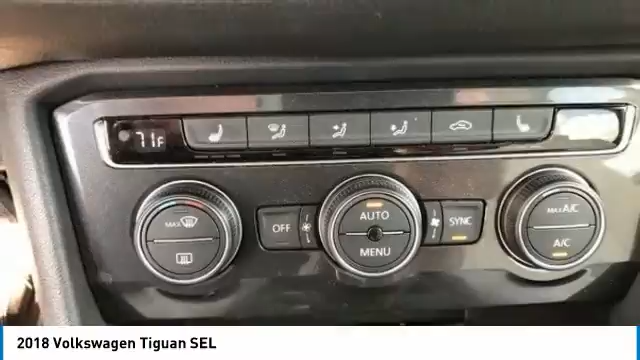 71F
MAX
OFF
AUTO
MENU
SYNC
MAX A/C
A/C
2018 Volkswagen Tiguan SEL